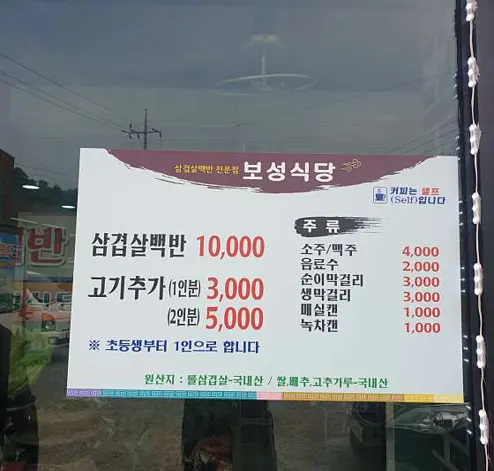 삼겹살백반 전문점 보성식당
커피는 셀프
(Self)입니다
삼겹살백반 10,000
고기추가(1인분) 3,000
(2인분) 5,000
※ 초등생부터 1인으로 합니다
주 류
소주/맥주 4,000
음료수 2,000
순이막걸리 3,000
생막걸리 3,000
매실캔 1,000
녹차캔 1,000
원산지 : 돌삼겹살-국내산 / 쌀,배추,고추가루-국내산
반